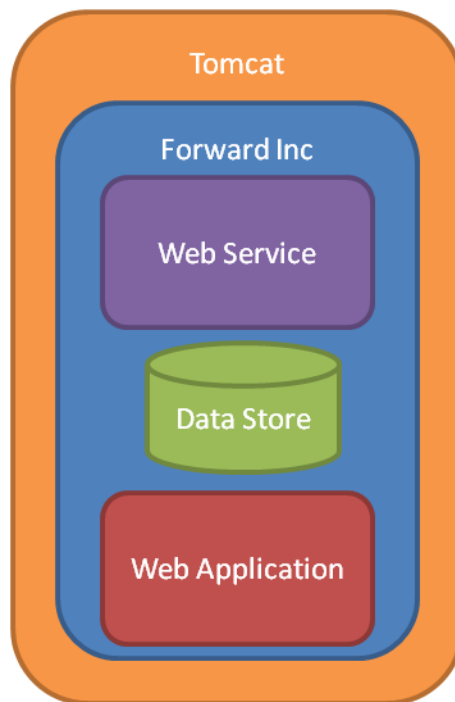 Tomcat
Forward Inc
Web Service
Data Store
Web Application